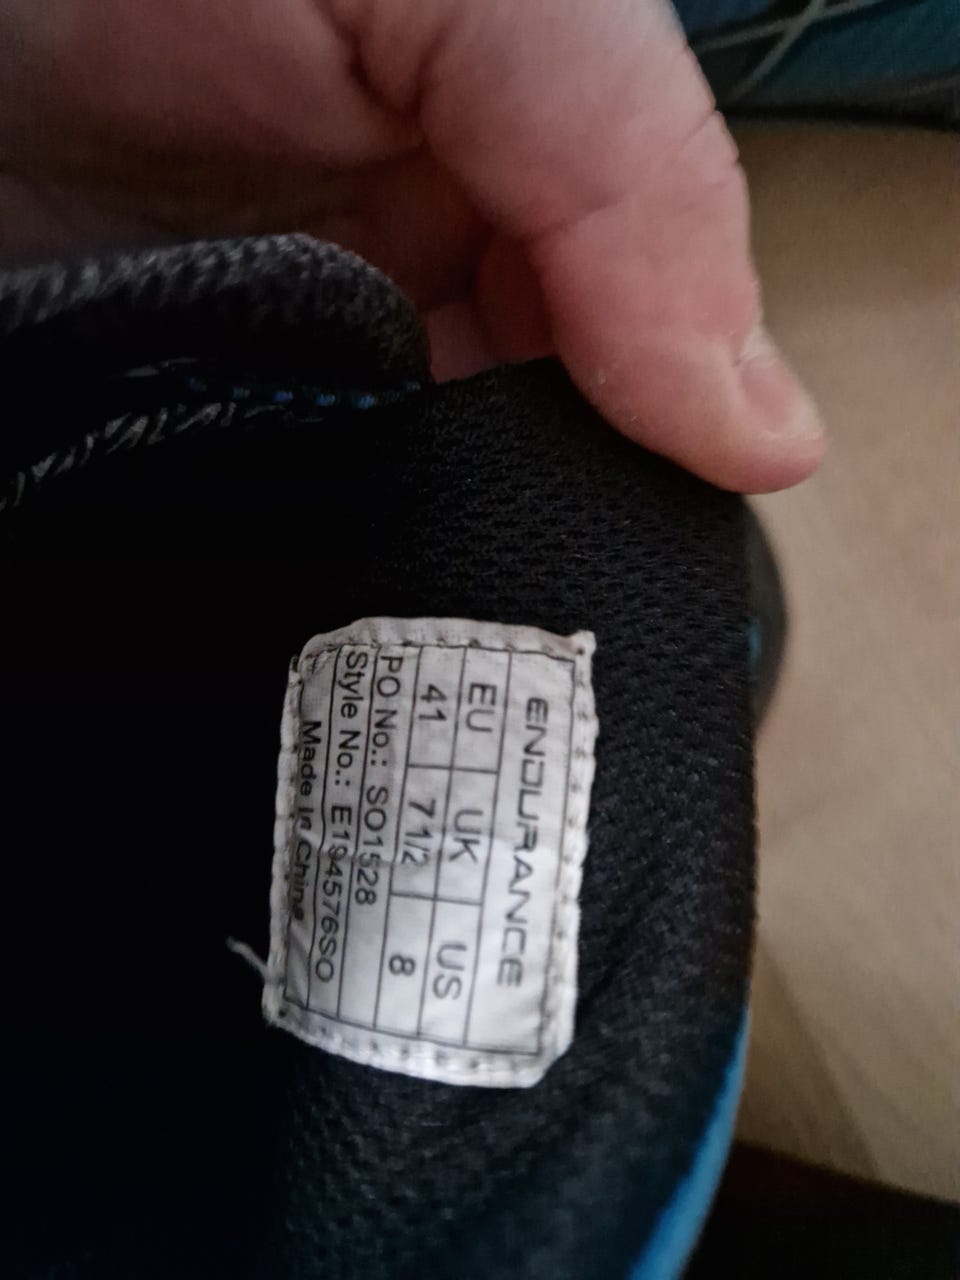 ENDURANCE
EU UK US
41 7 1/2 8
PO No.: SO1528
Style No.: E194576SO
Made In China